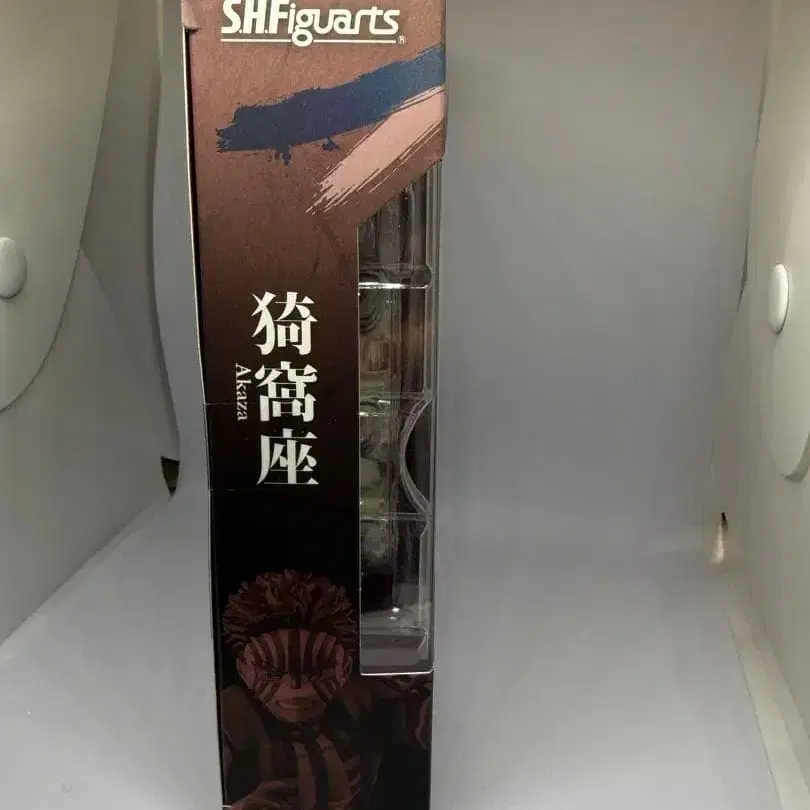 S.H.Figuarts
®
猗窩座
Akaza